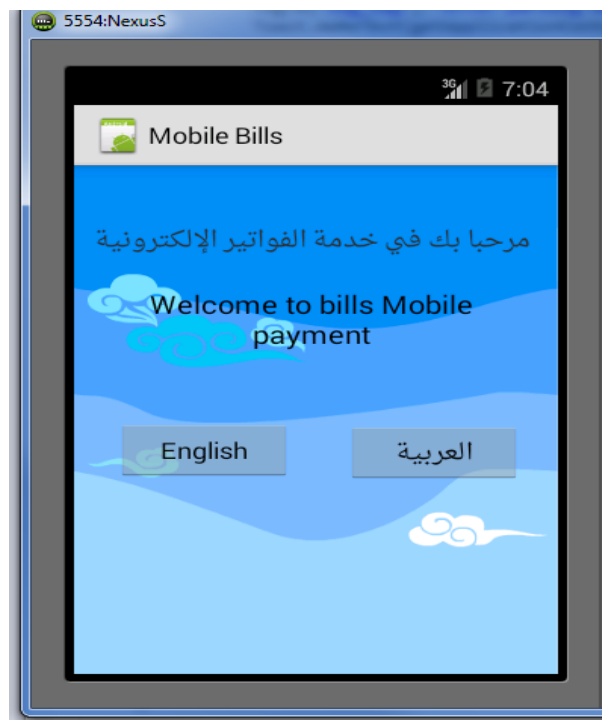 5554:NexusS
3G 7:04
Mobile Bills
مرحبا بك في خدمة الفواتير الإلكترونية
Welcome to bills Mobile
payment
English العربية